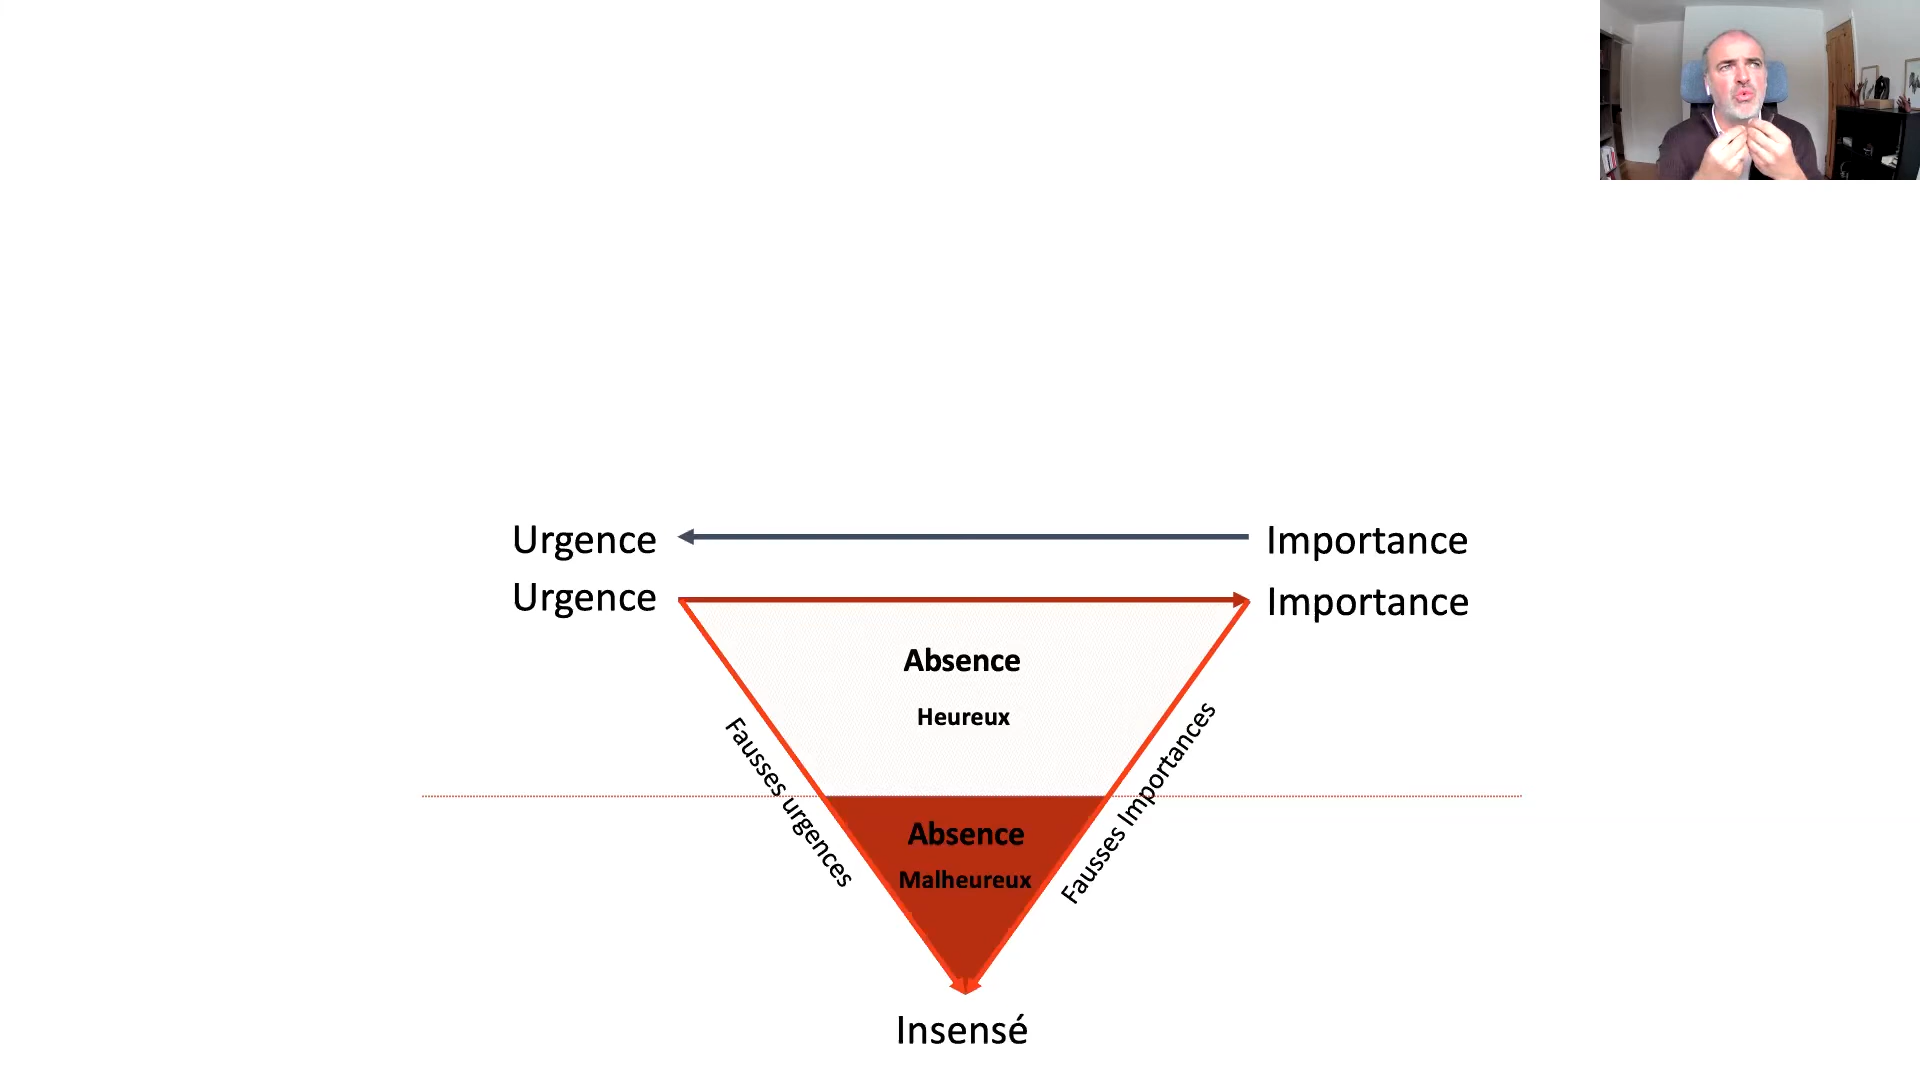 Urgence
Importance
Urgence
Importance
Absence
Heureux
Fausses urgences
Fausses Importances
Absence
Malheureux
Insensé